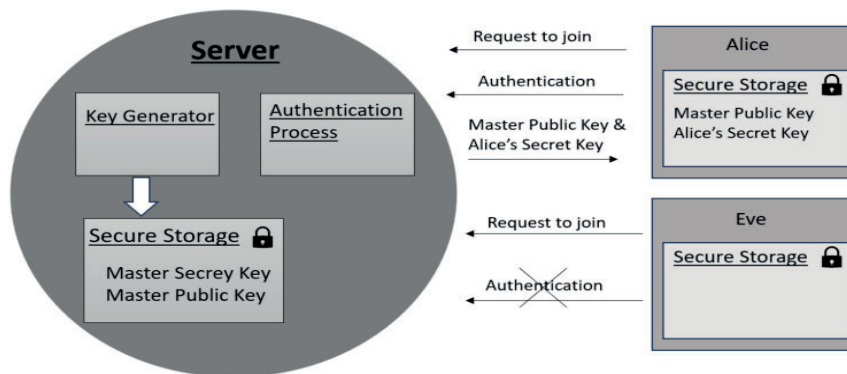 Server
Key Generator
Authentication
Process
Secure Storage
Master Secrey Key
Master Public Key
Request to join
Authentication
Master Public Key &
Alice's Secret Key
Request to join
Authentication
Alice
Secure Storage
Master Public Key
Alice's Secret Key
Eve
Secure Storage